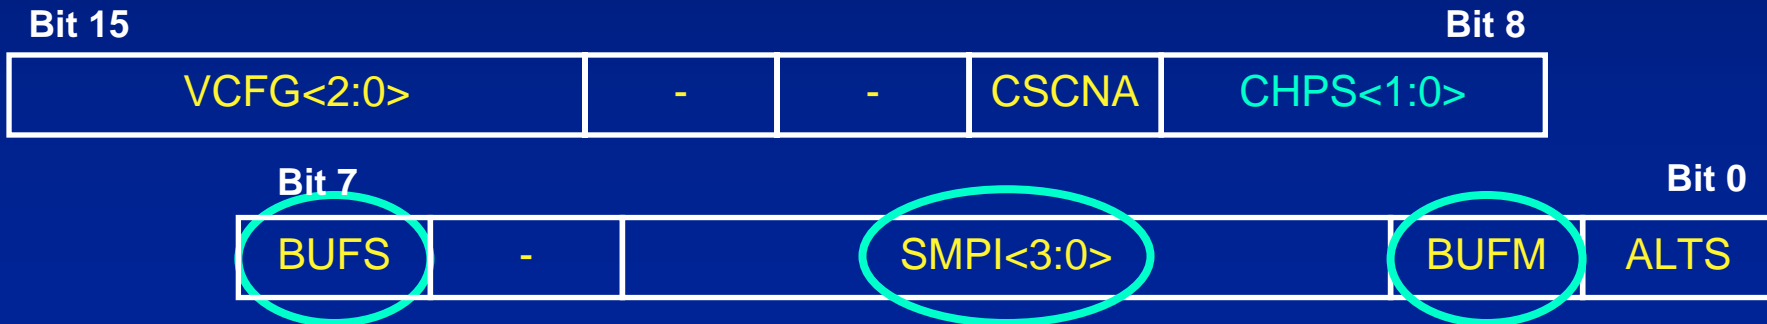 Bit 15 Bit 8
VCFG<2:0> - - CSCNA CHPS<1:0>
Bit 7 Bit 0
BUFS - SMPI<3:0> BUFM ALTS